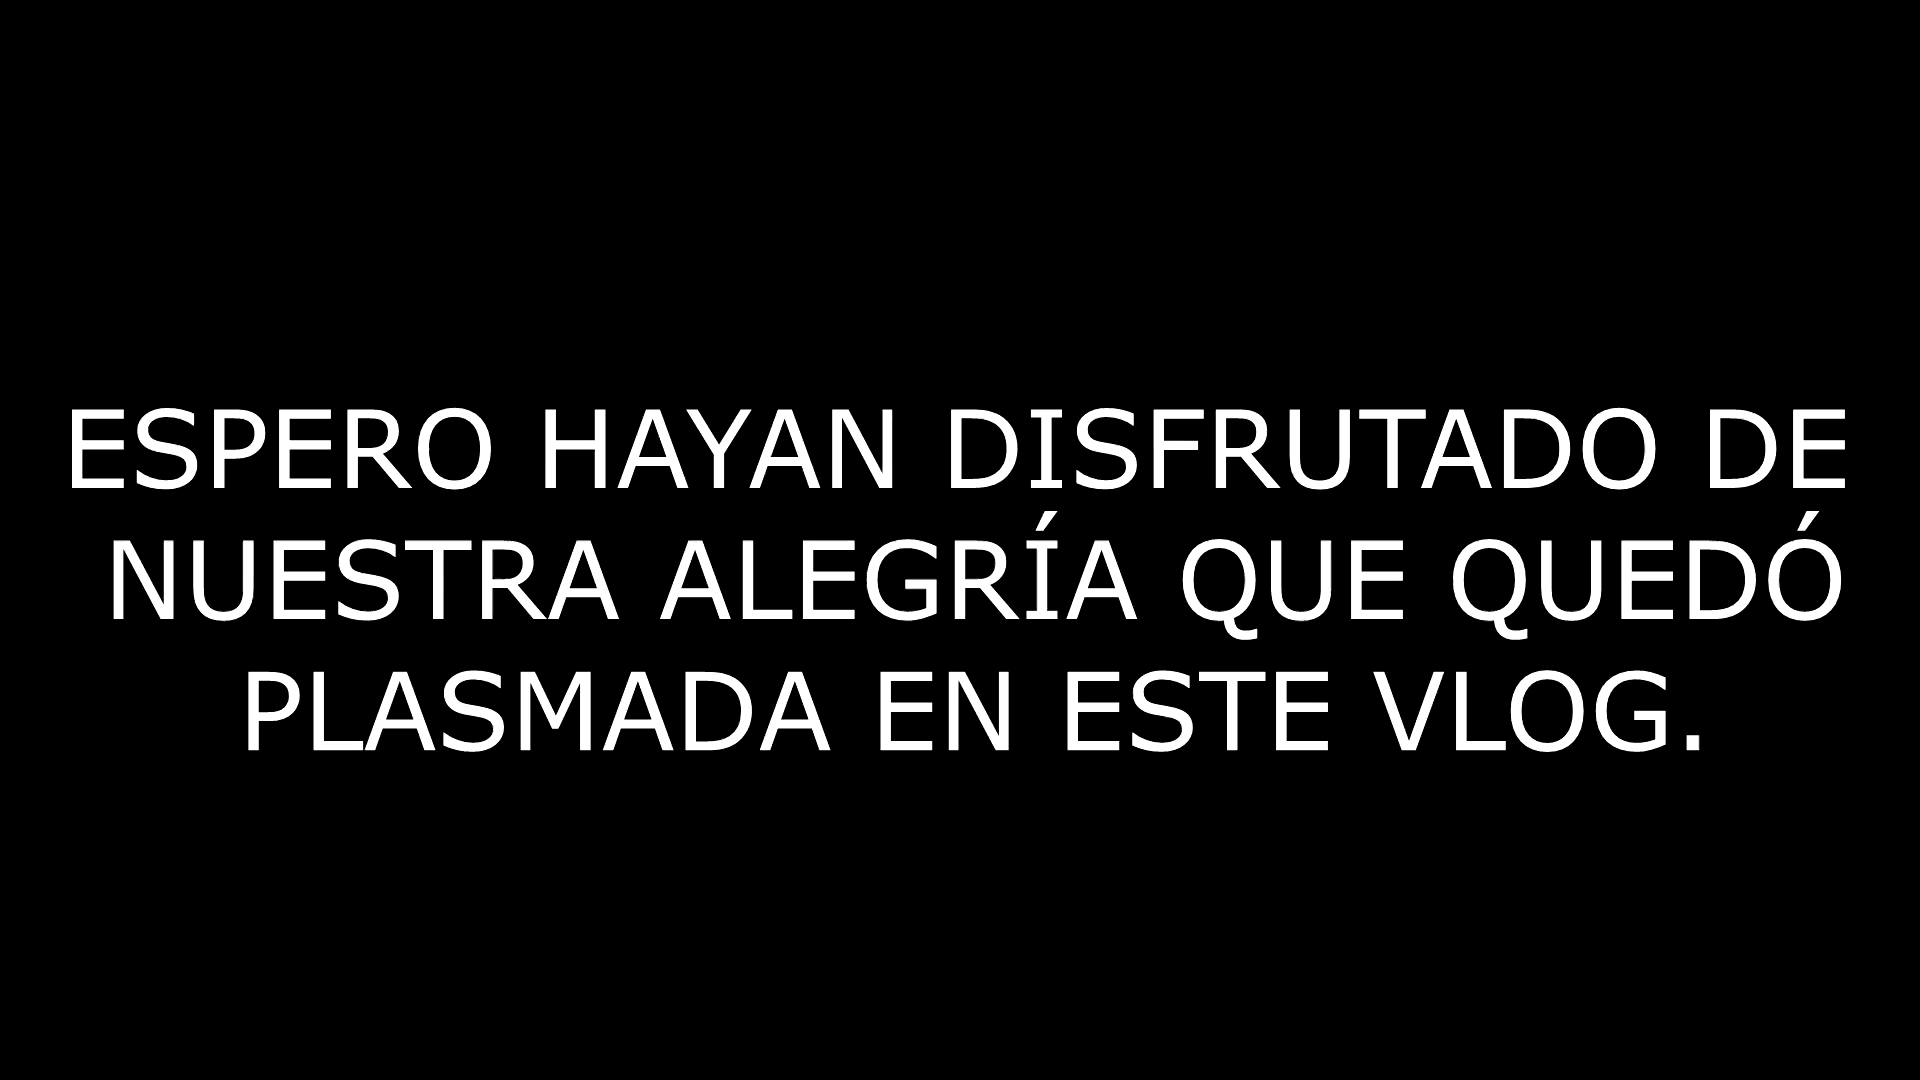 ESPERO HAYAN DISFRUTADO DE
NUESTRA ALEGRÍA QUE QUEDÓ
PLASMADA EN ESTE VLOG.